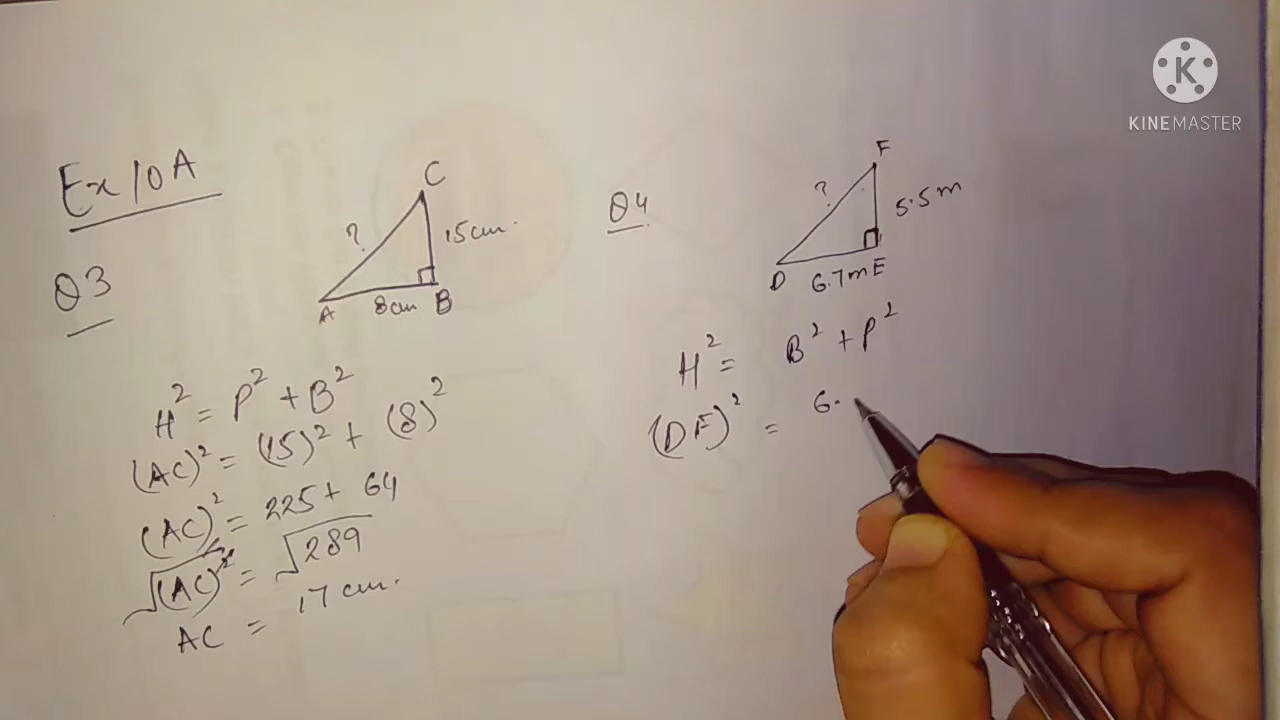 Ex 10A
Q3
C
?
15cm.
A
8cm
B
H² = P² + B²
(AC)² = (15)² + (8)²
(AC)² = 225 + 64
√(AC)² = √289
AC = 17 cm.
Q4
F
?
5.5m
D
6.7m
E
H² = B² + P²
(DF)² = 6.
K
KINEMASTER